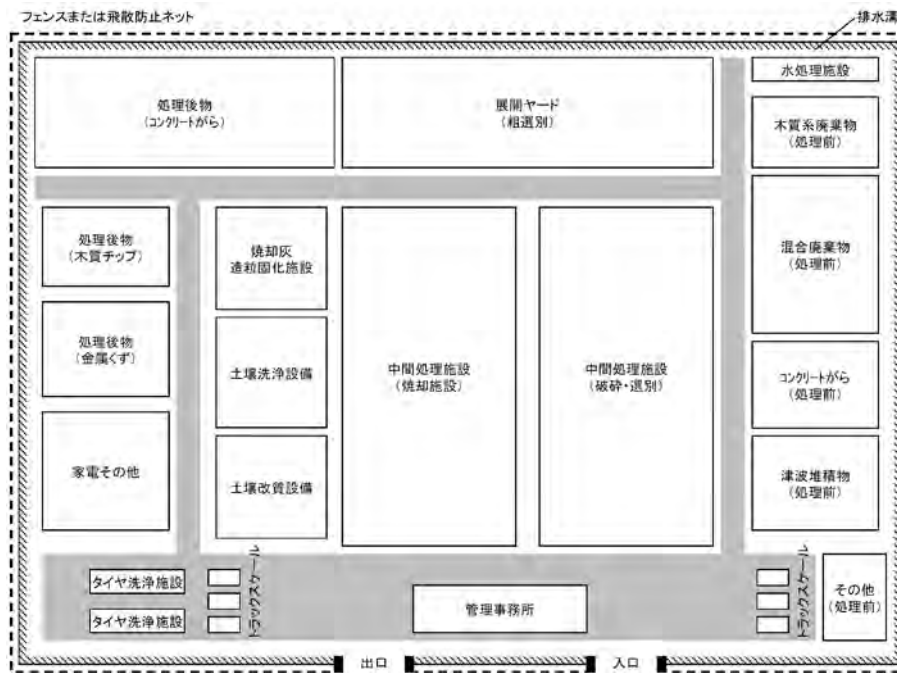 フェンスまたは飛散防止ネット
排水溝
処理後物
(コンクリートがら)
展開ヤード
(粗選別)
水処理施設
木質系廃棄物
(処理前)
処理後物
(木質チップ)
焼却灰
造粒固化施設
混合廃棄物
(処理前)
処理後物
(金属くず)
土壌洗浄設備
中間処理施設
(焼却施設)
中間処理施設
(破砕・選別)
コンクリートがら
(処理前)
家電その他
土壌改質設備
津波堆積物
(処理前)
タイヤ洗浄施設
タイヤ洗浄施設
トラックスケール
管理事務所
トラックスケール
その他
(処理前)
出口
入口